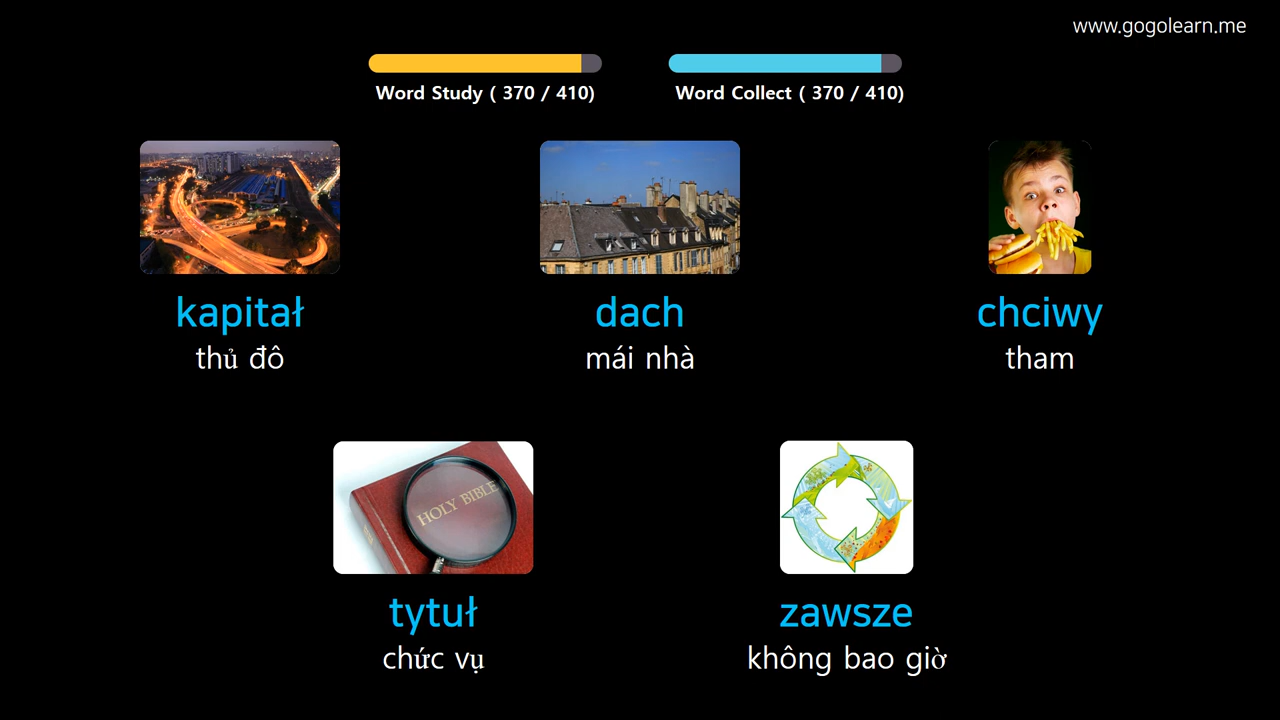 www.gogolearn.me
Word Study ( 370 / 410)
Word Collect ( 370 / 410)
kapitał
thủ đô
dach
mái nhà
chciwy
tham
HOLY BIBLE
tytuł
chức vụ
zawsze
không bao giờ